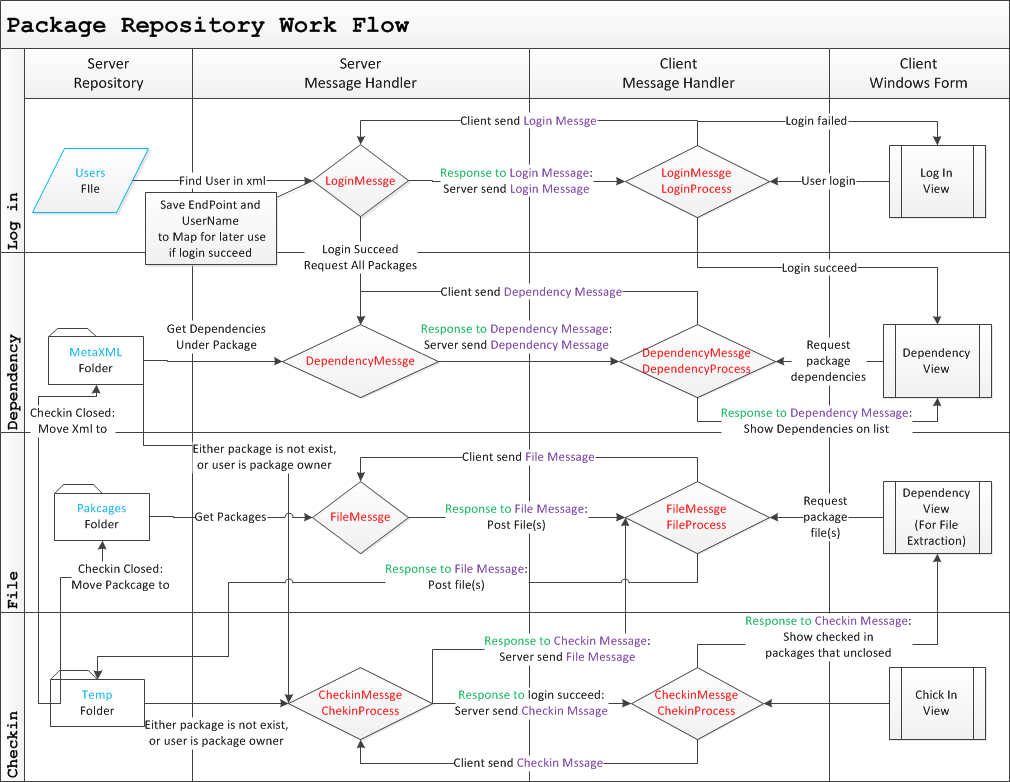 Package Repository Work Flow
Server
Repository
Server
Message Handler
Client
Message Handler
Client
Windows Form
Log in
Client send Login Messge
Login failed
Users
FIle
Find User in xml
LoginMessge
Response to Login Message:
Server send Login Message
LoginMessge
LoginProcess
User login
Log In
View
Save EndPoint and
UserName
to Map for later use
if login succeed
Login Succeed
Request All Packages
Login succeed
Dependency
Client send Dependency Message
MetaXML
Folder
Get Dependencies
Under Package
DependencyMessge
Response to Dependency Message:
Server send Dependency Message
DependencyMessge
DependencyProcess
Request
package
dependencies
Dependency
View
Checkin Closed:
Move Xml to
Response to Dependency Message:
Show Dependencies on list
File
Either package is not exist,
or user is package owner
Client send File Message
Pakcages
Folder
Get Packages
FileMessge
Response to File Message:
Post File(s)
FileMessge
FileProcess
Request
package
file(s)
Dependency
View
(For File
Extraction)
Checkin Closed:
Move Packcage to
Response to File Message:
Post file(s)
Checkin
Response to Checkin Message:
Server send File Message
Response to Checkin Message:
Show checked in
packages that unclosed
Temp
Folder
Either package is not exist,
or user is package owner
CheckinMessge
ChekinProcess
Response to login succeed:
Server send Checkin Mssage
CheckinMessge
ChekinProcess
Chick In
View
Client send Checkin Mssage